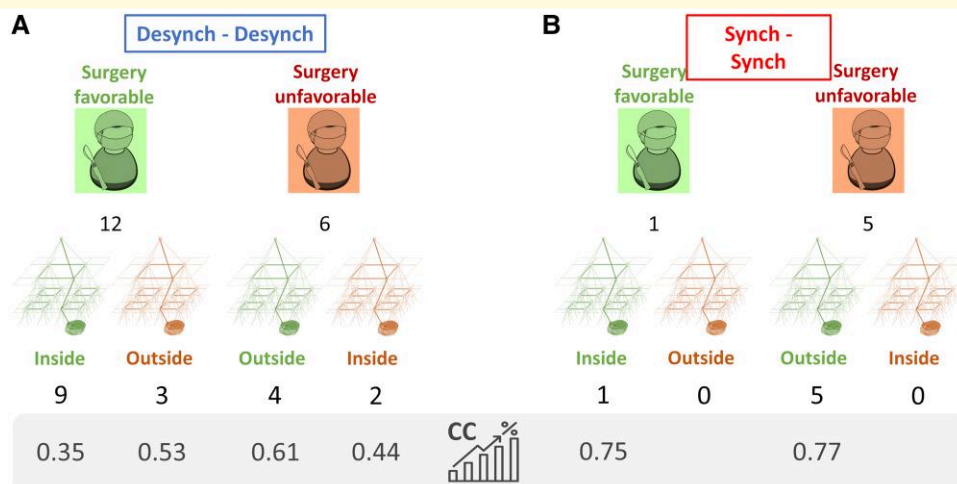 A
Desynch - Desynch
Surgery favorable
Surgery unfavorable
12
6
Inside
Outside
Outside
Inside
9
3
4
2
0.35
0.53
0.61
0.44
CC
%
B
Synch -
Synch
Surgery favorable
Surgery unfavorable
1
5
Inside
Outside
Outside
Inside
1
0
5
0
0.75
0.77